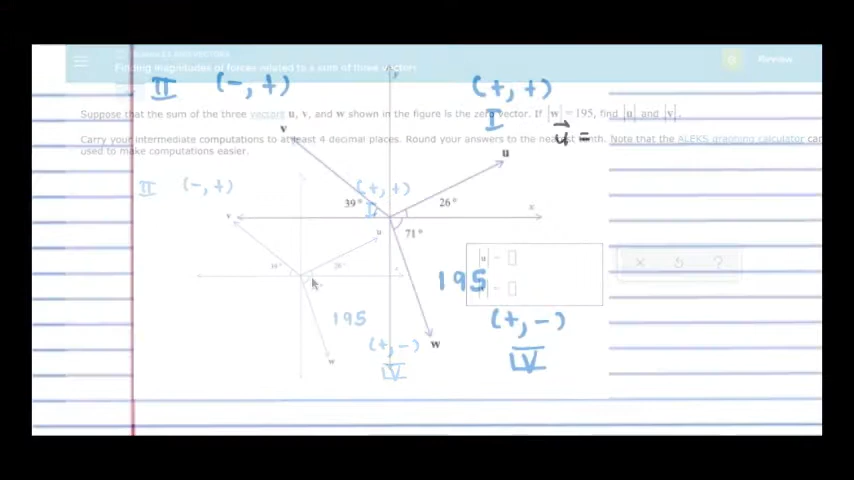 Finding magnitudes of forces related to a sum of three vectors
Review
II (-, +) (+, +)
I
Suppose that the sum of the three vectors u, v, and w shown in the figure is the zero vector. If |w| = 195, find |u| and |v|.
Carry your intermediate computations to at least 4 decimal places. Round your answers to the nearest tenth. Note that the ALEKS graphing calculator can
used to make computations easier.
u =
y
v
u
39° 26° x
71°
w
II (-, +) (+, +)
I
v
u
195
195
(+, -)
IV
(+, -)
IV
w
|u| =
× ?